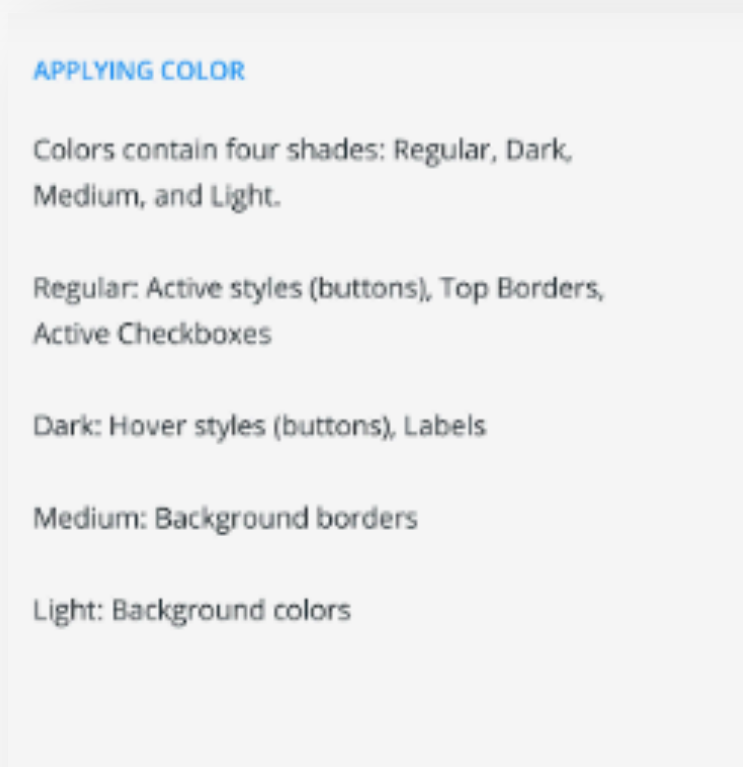 APPLYING COLOR
Colors contain four shades: Regular, Dark,
Medium, and Light.
Regular: Active styles (buttons), Top Borders,
Active Checkboxes
Dark: Hover styles (buttons), Labels
Medium: Background borders
Light: Background colors